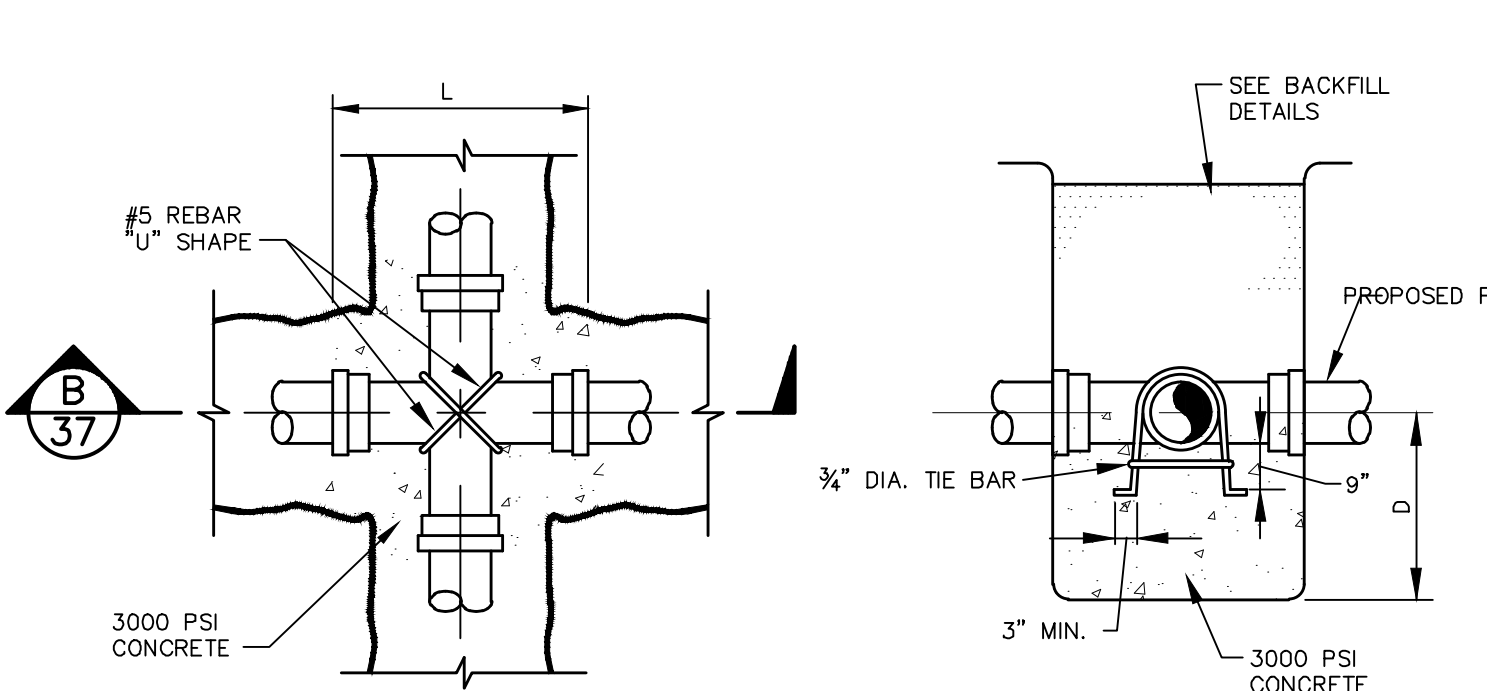 L
#5 REBAR
"U" SHAPE
B
37
3000 PSI
CONCRETE
SEE BACKFILL
DETAILS
PROPOSED
¾" DIA. TIE BAR
9"
D
3" MIN.
3000 PSI
CONCRETE